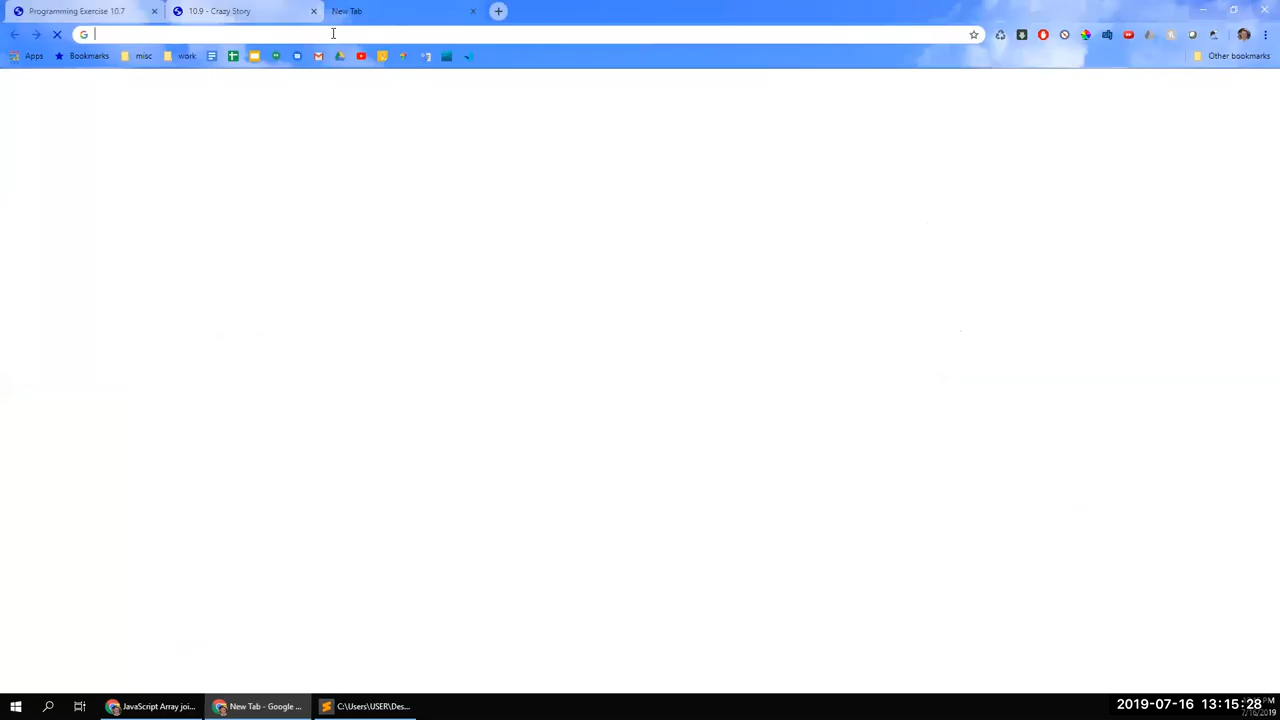 Programming Exercise 10.7
10.9 - Crazy Story
New Tab
Apps
Bookmarks
misc
work
Other bookmarks
JavaScript Array joi...
New Tab - Google ...
C:\Users\USER\Des...
2019-07-16 13:15:28